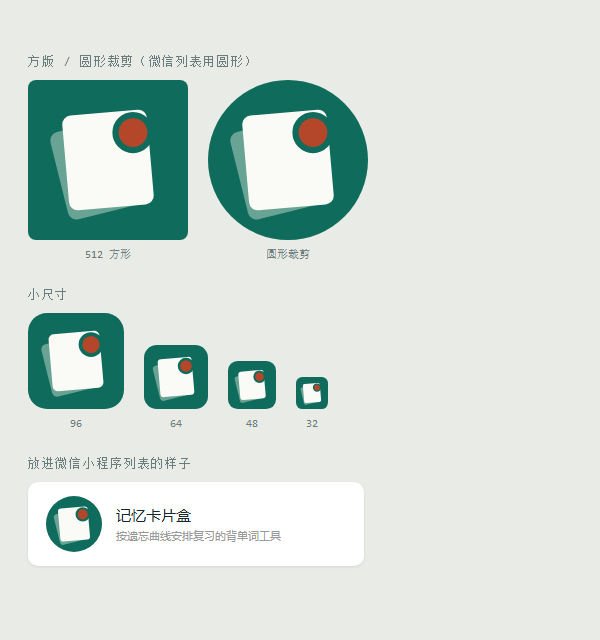 方版 / 圆形裁剪（微信列表用圆形）
512 方形
圆形裁剪
小尺寸
96
64
48
32
放进微信小程序列表的样子
记忆卡片盒
按遗忘曲线安排复习的背单词工具